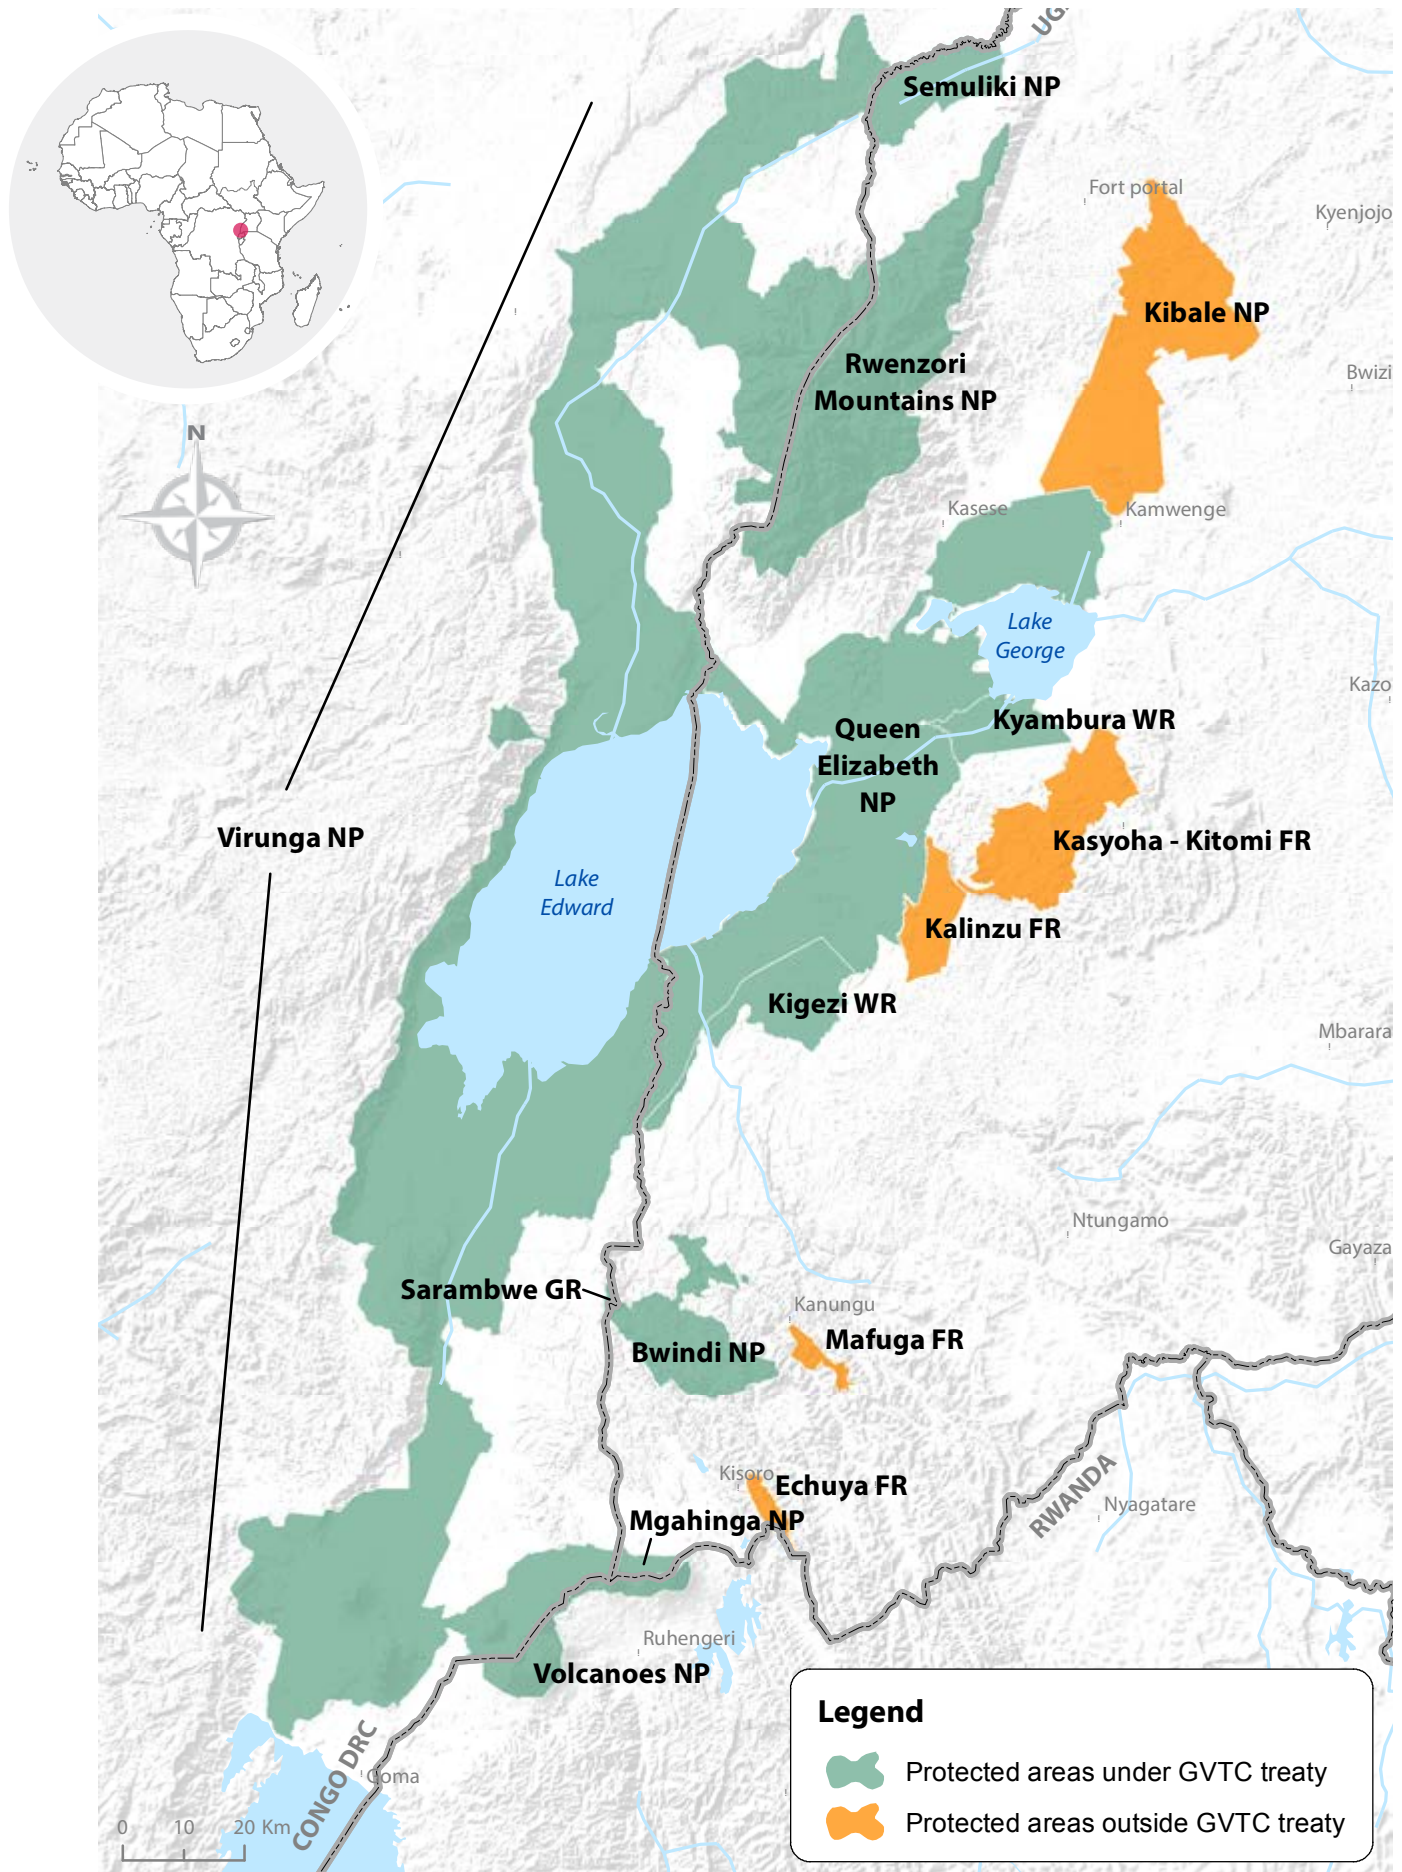 UG
Semuliki NP
Fort portal
Kyenjojo
Kibale NP
Rwenzori
Mountains NP
Bwizi
N
Kasese
Kamwenge
Lake
George
Kazo
Kyambura WR
Queen
Elizabeth
NP
Virunga NP
Kasyoha - Kitomi FR
Lake
Edward
Kalinzu FR
Kigezi WR
Mbarara
Ntungamo
Gayaza
Sarambwe GR
Kanungu
Mafuga FR
Bwindi NP
Kisoro
Echuya FR
RWANDA
Nyagatare
Mgahinga NP
Ruhengeri
Volcanoes NP
Legend
Protected areas under GVTC treaty
Protected areas outside GVTC treaty
CONGO DRC
Goma
0 10 20 Km